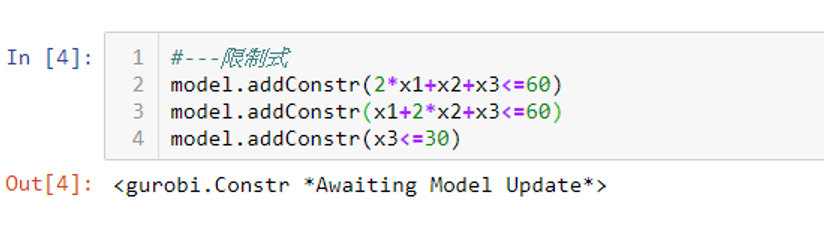 In [4]: 1 #---限制式
2 model.addConstr(2*x1+x2+x3<=60)
3 model.addConstr(x1+2*x2+x3<=60)
4 model.addConstr(x3<=30)
Out[4]: <gurobi.Constr *Awaiting Model Update*>